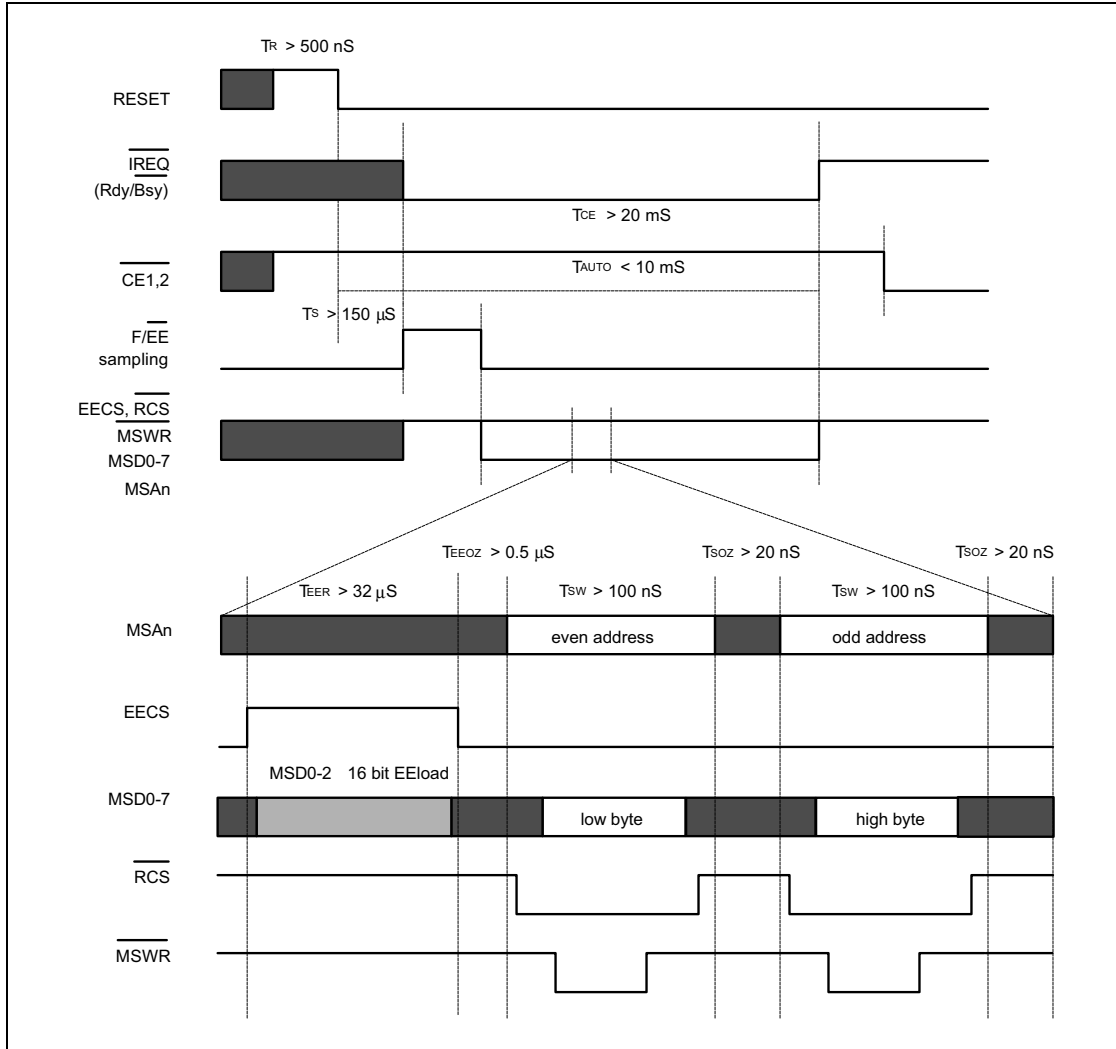 TR > 500 nS
RESET
IREQ
(Rdy/Bsy)
TCE > 20 mS
CE1,2
TAUTO < 10 mS
TS > 150 μS
F/EE
sampling
EECS, RCS
MSWR
MSD0-7
MSAn
TEEOZ > 0.5 μS
TSOZ > 20 nS
TSOZ > 20 nS
TEER > 32 μS
TSW > 100 nS
TSW > 100 nS
MSAn
even address
odd address
EECS
MSD0-2 16 bit EEload
MSD0-7
low byte
high byte
RCS
MSWR